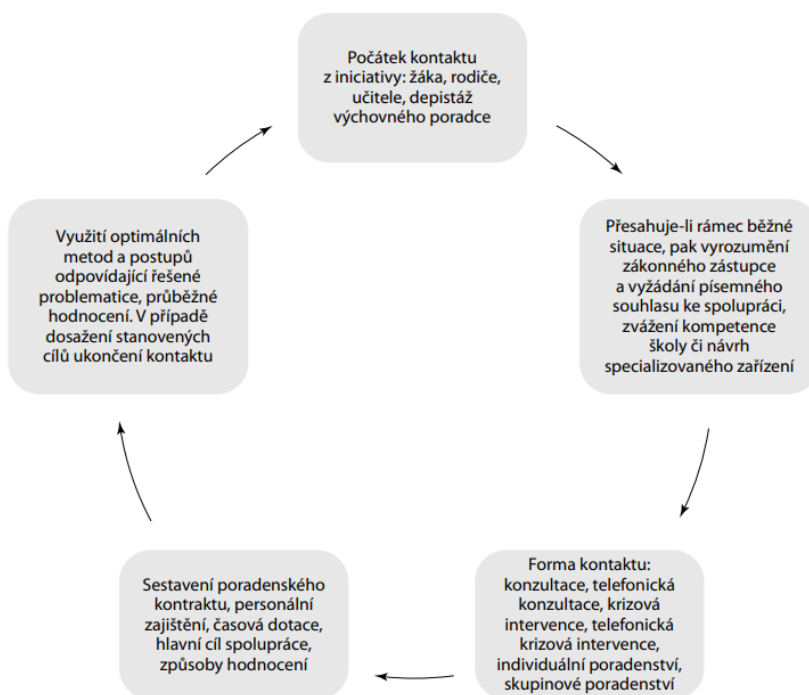 Počátek kontaktu
z iniciativy: žáka, rodiče,
učitele, depistáž
výchovného poradce
Přesahuje-li rámec běžné
situace, pak vyrozumění
zákonného zástupce
a vyžádání písemného
souhlasu ke spolupráci,
zvážení kompetence
školy či návrh
specializovaného zařízení
Forma kontaktu:
konzultace, telefonická
konzultace, krizová
intervence, telefonická
krizová intervence,
individuální poradenství,
skupinové poradenství
Sestavení poradenského
kontraktu, personální
zajištění, časová dotace,
hlavní cíl spolupráce,
způsoby hodnocení
Využití optimálních
metod a postupů
odpovídající řešené
problematice, průběžné
hodnocení. V případě
dosažení stanovených
cílů ukončení kontaktu